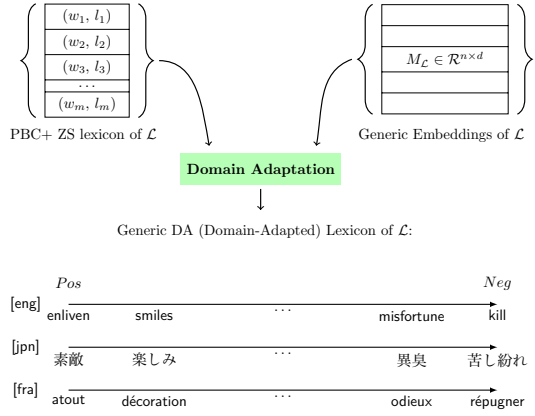 (w₁, l₁)
(w₂, l₂)
(w₃, l₃)
...
(wₘ, lₘ)
PBC+ ZS lexicon of ℒ
M_ℒ ∈ ℛⁿˣᵈ
Generic Embeddings of ℒ
Domain Adaptation
Generic DA (Domain-Adapted) Lexicon of ℒ:
Pos Neg
[eng] enliven smiles ... misfortune kill
[jpn] 素敵 楽しみ ... 異臭 苦し紛れ
[fra] atout décoration ... odieux répugner